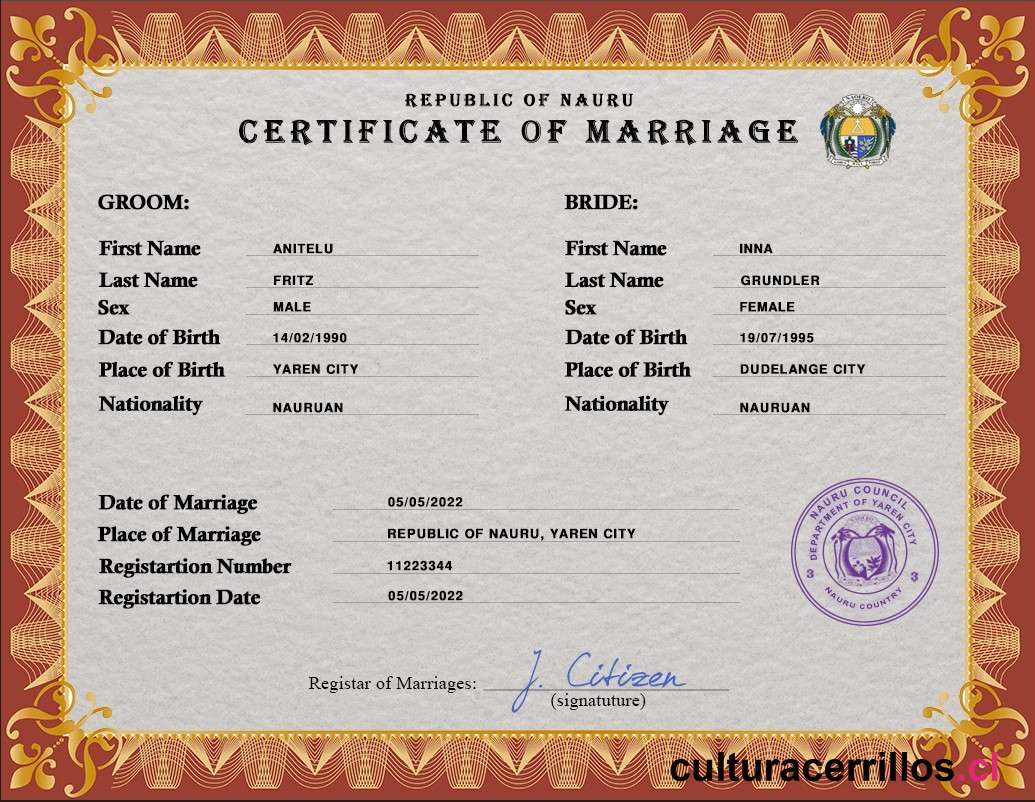 REPUBLIC OF NAURU
CERTIFICATE OF MARRIAGE
GROOM: BRIDE:
First Name ANITELU First Name INNA
Last Name FRITZ Last Name GRUNDLER
Sex MALE Sex FEMALE
Date of Birth 14/02/1990 Date of Birth 19/07/1995
Place of Birth YAREN CITY Place of Birth DUDELANGE CITY
Nationality NAURUAN Nationality NAURUAN
Date of Marriage 05/05/2022
Place of Marriage REPUBLIC OF NAURU, YAREN CITY
Registartion Number 11223344
Registartion Date 05/05/2022
NAURU COUNCIL
DEPARTMENT OF YAREN CITY
3 3
NAURU COUNTRY
Registar of Marriages: J. Citizen
(signatuture)
culturacerrillos.cl